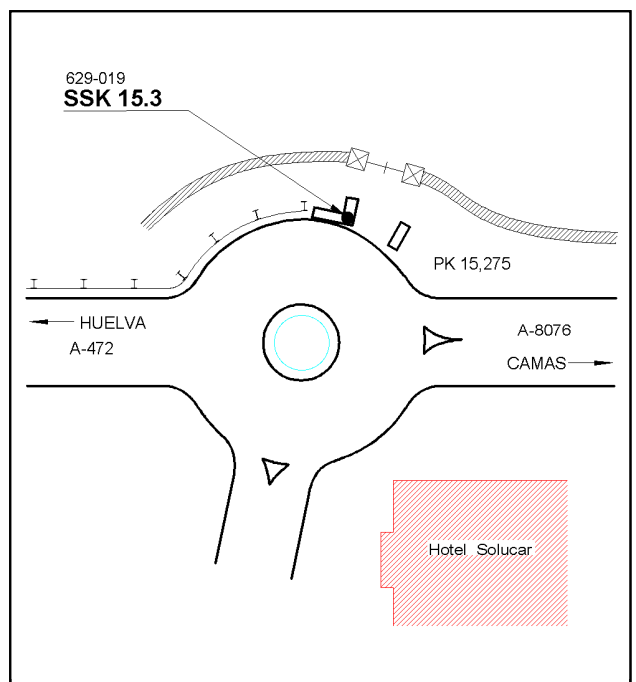 629-019
SSK 15.3
PK 15,275
HUELVA
A-472
A-8076
CAMAS
Hotel Solucar